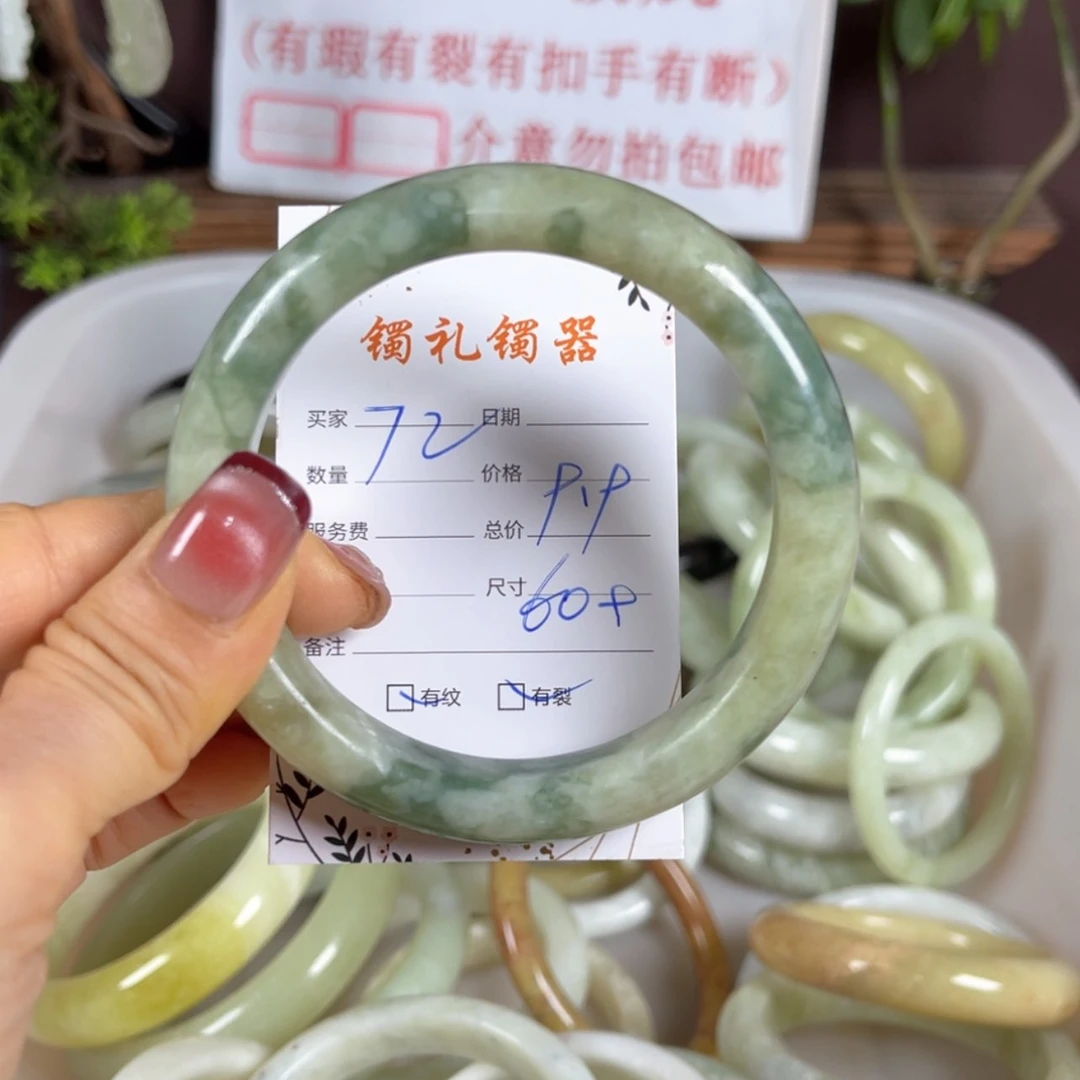 （有瑕有裂有扣手有断）
介意勿拍包邮
镯礼镯器
买家 72 日期
数量 价格 9.9
服务费 总价
尺寸 60+
备注
有纹 有裂